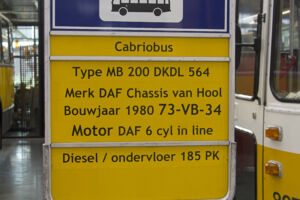 Cabriobus
Type MB 200 DKDL 564
Merk DAF Chassis van Hool
Bouwjaar 1980 73-VB-34
Motor DAF 6 cyl in line
Diesel / ondervloer 185 PK